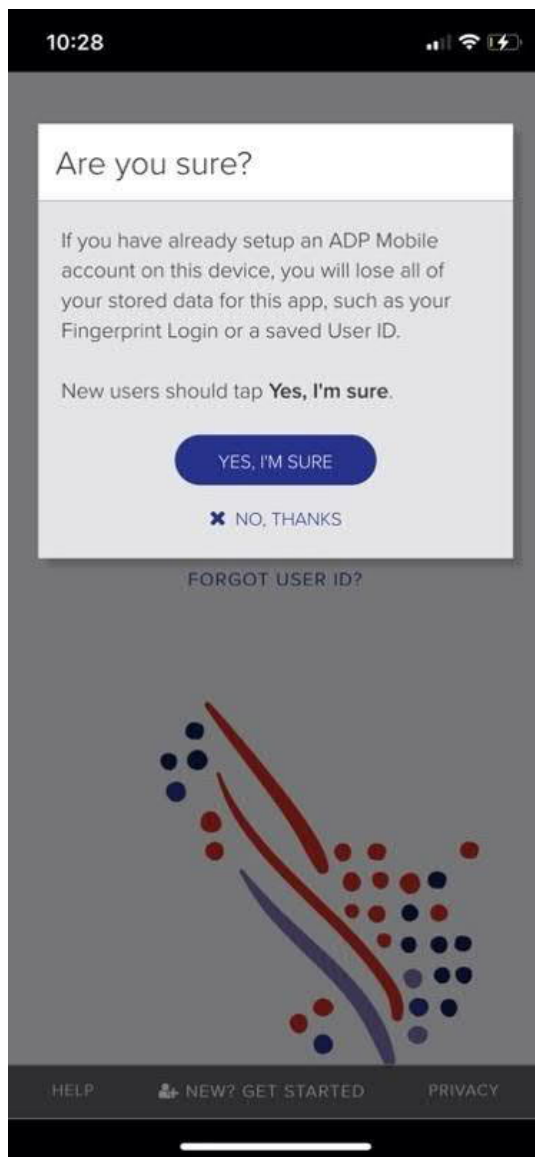 10:28
Are you sure?
If you have already setup an ADP Mobile
account on this device, you will lose all of
your stored data for this app, such as your
Fingerprint Login or a saved User ID.
New users should tap Yes, I'm sure.
YES, I'M SURE
✖ NO, THANKS
FORGOT USER ID?
HELP NEW? GET STARTED PRIVACY